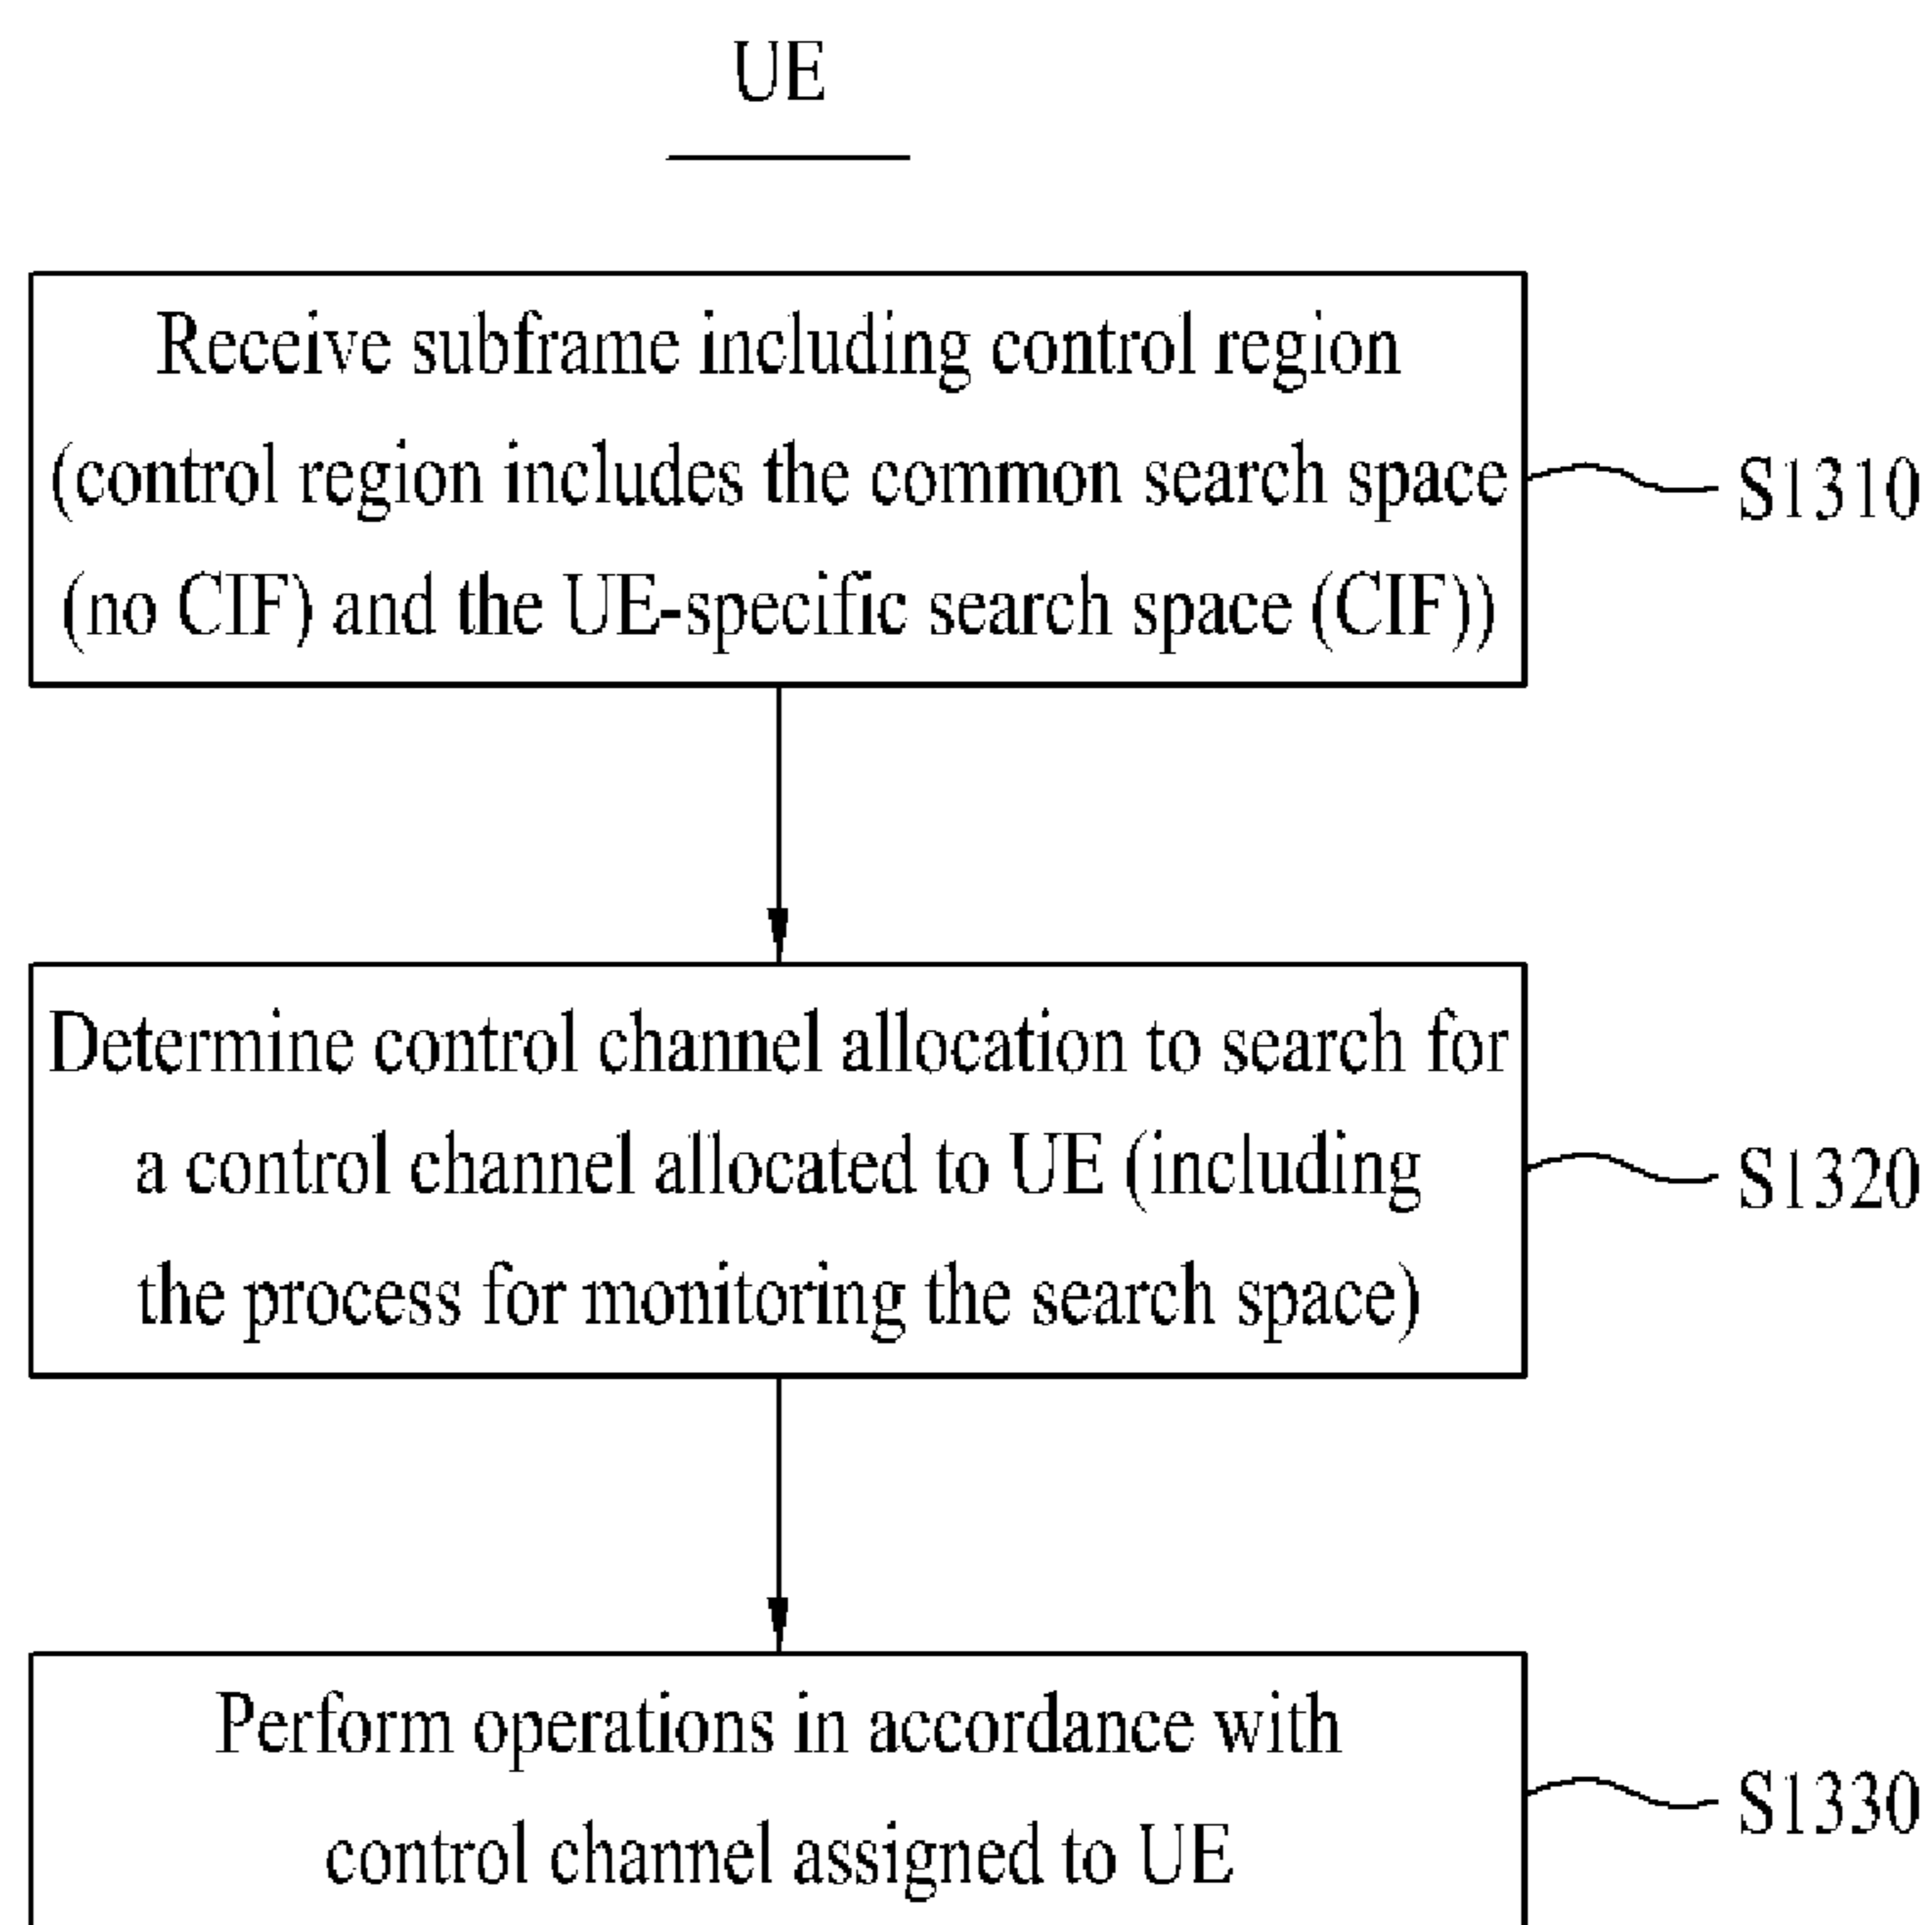 UE
Receive subframe including control region
(control region includes the common search space
(no CIF) and the UE-specific search space (CIF))
S1310
Determine control channel allocation to search for
a control channel allocated to UE (including
the process for monitoring the search space)
S1320
Perform operations in accordance with
control channel assigned to UE
S1330